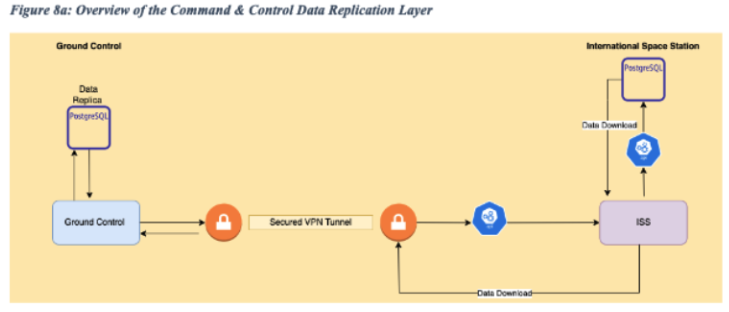 Figure 8a: Overview of the Command & Control Data Replication Layer
Ground Control
International Space Station
Data
Replica
PostgreSQL
PostgreSQL
Data Download
Ground Control
Secured VPN Tunnel
ISS
Data Download